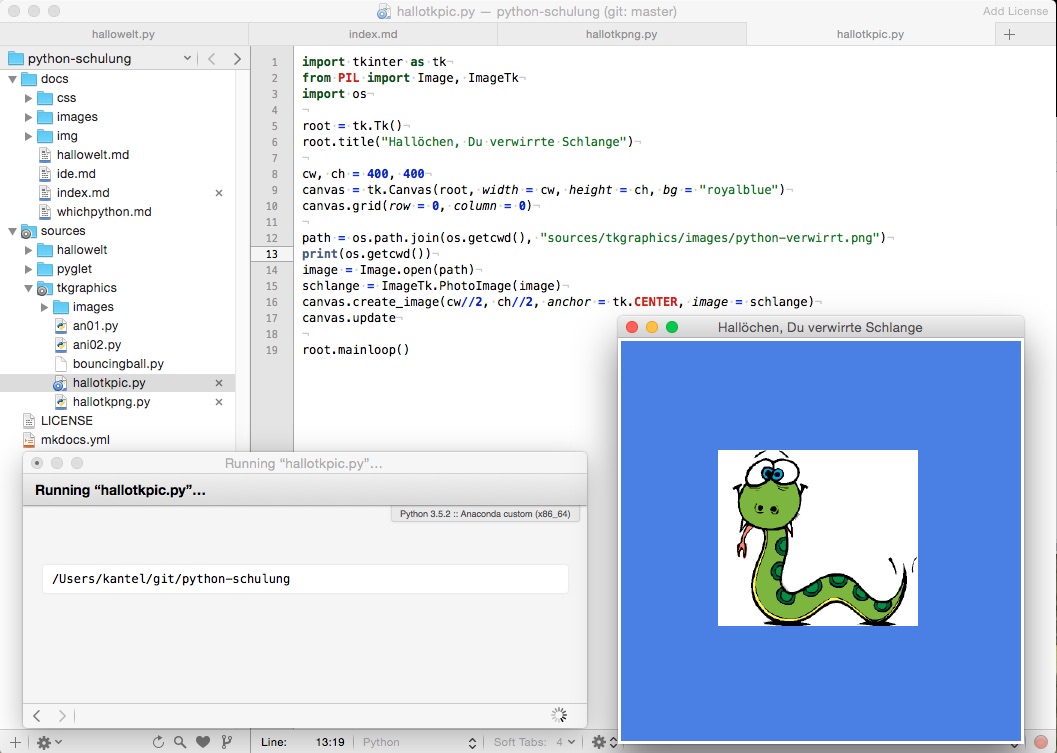 hallotkpic.py — python-schulung (git: master)
Add License
hallowelt.py
index.md
hallotkpng.py
hallotkpic.py
python-schulung
docs
css
images
img
hallowelt.md
ide.md
index.md
whichpython.md
sources
hallowelt
pyglet
tkgraphics
images
an01.py
ani02.py
bouncingball.py
hallotkpic.py
hallotkpng.py
LICENSE
mkdocs.yml
1 import tkinter as tk¬
2 from PIL import Image, ImageTk¬
3 import os¬
4 ¬
5 root = tk.Tk()¬
6 root.title("Hallöchen, Du verwirrte Schlange")¬
7 ¬
8 cw, ch = 400, 400¬
9 canvas = tk.Canvas(root, width = cw, height = ch, bg = "royalblue")¬
10 canvas.grid(row = 0, column = 0)¬
11 ¬
12 path = os.path.join(os.getcwd(), "sources/tkgraphics/images/python-verwirrt.png")¬
13 print(os.getcwd())¬
14 image = Image.open(path)¬
15 schlange = ImageTk.PhotoImage(image)¬
16 canvas.create_image(cw//2, ch//2, anchor = tk.CENTER, image = schlange)¬
17 canvas.update¬
18 ¬
19 root.mainloop()
Hallöchen, Du verwirrte Schlange
Running “hallotkpic.py”…
Running “hallotkpic.py”…
Python 3.5.2 :: Anaconda custom (x86_64)
/Users/kantel/git/python-schulung
Line: 13:19
Python
Soft Tabs: 4